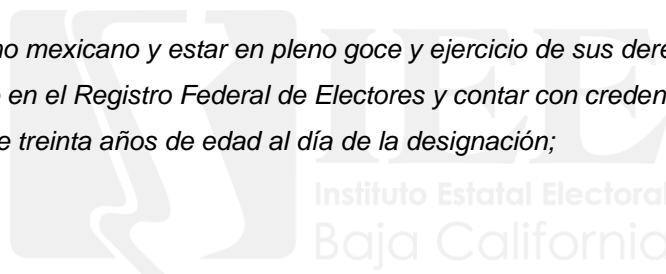 no mexicano y estar en pleno goce y ejercicio de sus dere
en el Registro Federal de Electores y contar con creden
e treinta años de edad al día de la designación;
IEE
Instituto Estatal Electoral
Baja California